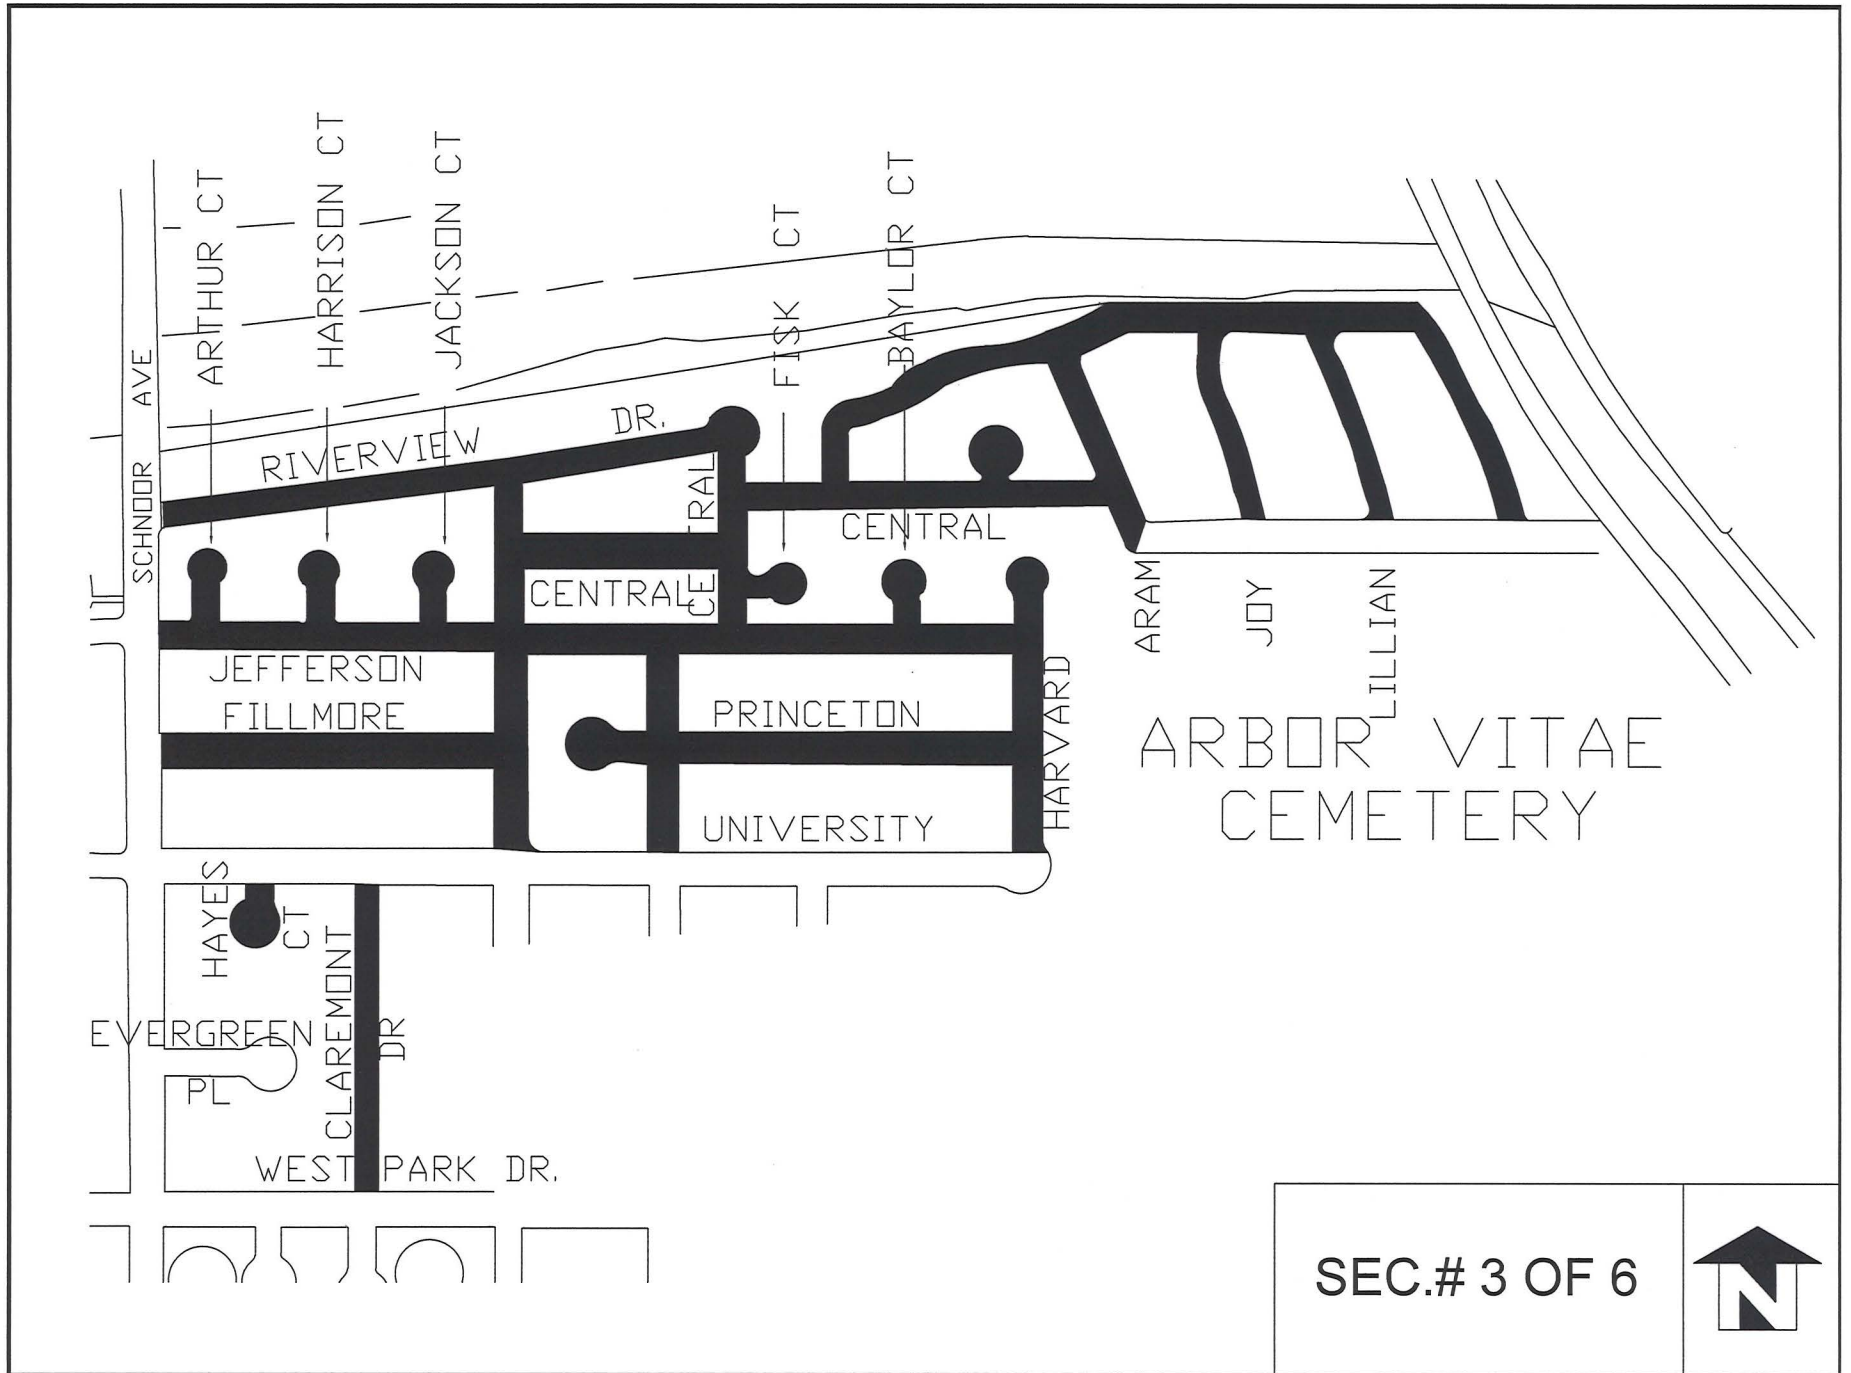 ARTHUR CT
HARRISON CT
JACKSON CT
FISK CT
BAYLOR CT
SCHNOOR AVE
RIVERVIEW DR.
CENTRAL
CENTRAL
CENTRAL
JEFFERSON
FILLMORE
PRINCETON
UNIVERSITY
HARVARD
ARAM
JOY
LILLIAN
ARBOR VITAE
CEMETERY
HAYES CT
CLAREMONT DR
EVERGREEN
PL
WEST PARK DR.
SEC.# 3 OF 6
N